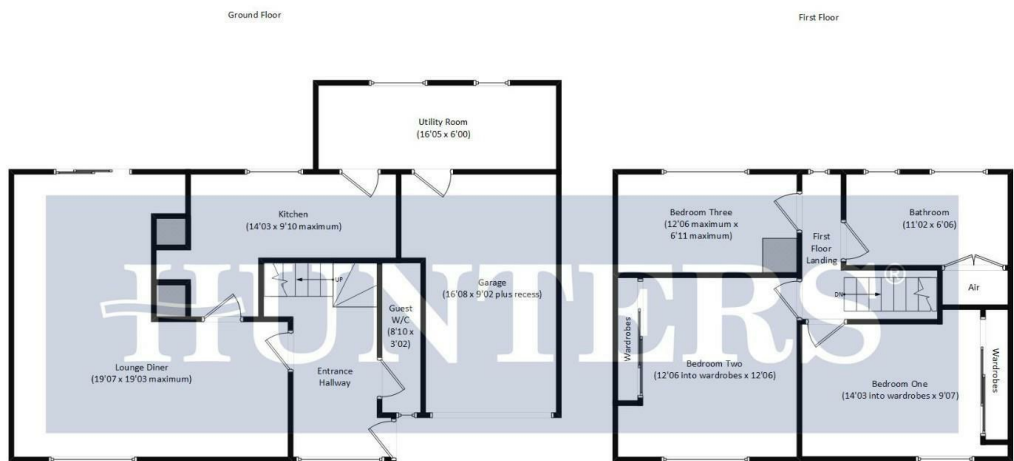 Ground Floor
First Floor
Utility Room
(16'05 x 6'00)
Kitchen
(14'03 x 9'10 maximum)
UP
Guest
W/C
(8'10 x
3'02)
Garage
(16'08 x 9'02 plus recess)
Lounge Diner
(19'07 x 19'03 maximum)
Entrance
Hallway
Bedroom Three
(12'06 maximum x
6'11 maximum)
First
Floor
Landing
Bathroom
(11'02 x 6'06)
Air
DN
Wardrobes
Bedroom Two
(12'06 into wardrobes x 12'06)
Bedroom One
(14'03 into wardrobes x 9'07)
Wardrobes
HUNTERS®